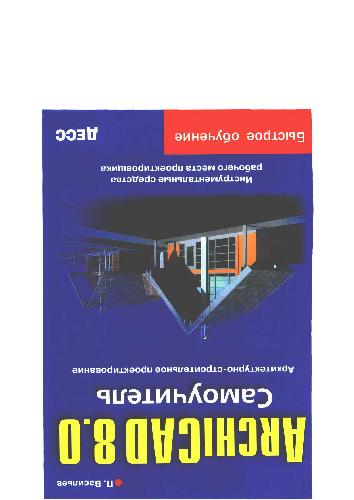 П. Васильев
ARCHICAD 8.0
Самоучитель
Архитектурно-строительное проектирование
Инструментальные средства
рабочего места проектировщика
Быстрое обучение
ДЕСС